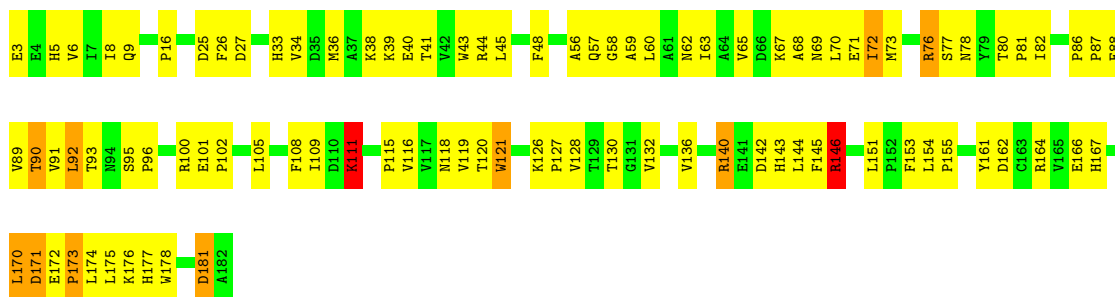 E3 E4 H5 V6 I7 I8 Q9 P16 D25 F26 D27 H33 V34 D35 M36 A37 K38 K39 E40 T41 V42 W43 R44 L45 F48 A56 Q57 G58 A59 L60 A61 N62 I63 A64 V65 D66 K67 A68 N69 L70 E71 I72 M73 R76 S77 N78 Y79 T80 P81 I82 P86 P87
V89 T90 V91 L92 T93 N94 S95 P96 R100 E101 P102 L105 F108 I109 D110 K111 P115 V116 V117 N118 V119 T120 W121 K126 P127 V128 T129 T130 G131 V132 V136 R140 E141 D142 H143 L144 F145 R146 L151 P152 F153 L154 P155 Y161 D162 C163 R164 V165 E166 H167
L170 D171 E172 P173 L174 L175 K176 H177 W178 D181 A182